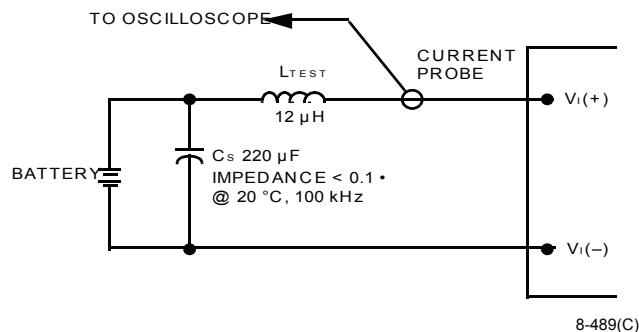 TO OSCILLOSCOPE
CURRENT
PROBE
LTEST
12 µH
VI(+)
CS 220 µF
IMPEDANCE < 0.1 •
@ 20 °C, 100 kHz
BATTERY
VI(–)
8-489(C)